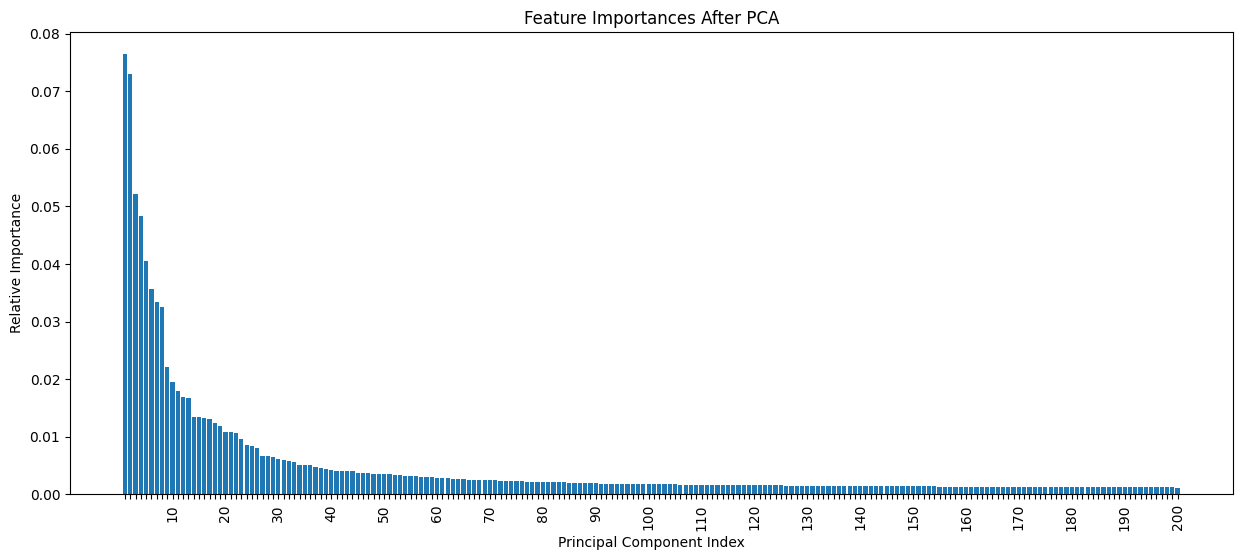 Feature Importances After PCA
0.08
0.07
0.06
0.05
0.04
0.03
0.02
0.01
0.00
Relative Importance
10 20 30 40 50 60 70 80 90 100 110 120 130 140 150 160 170 180 190 200
Principal Component Index